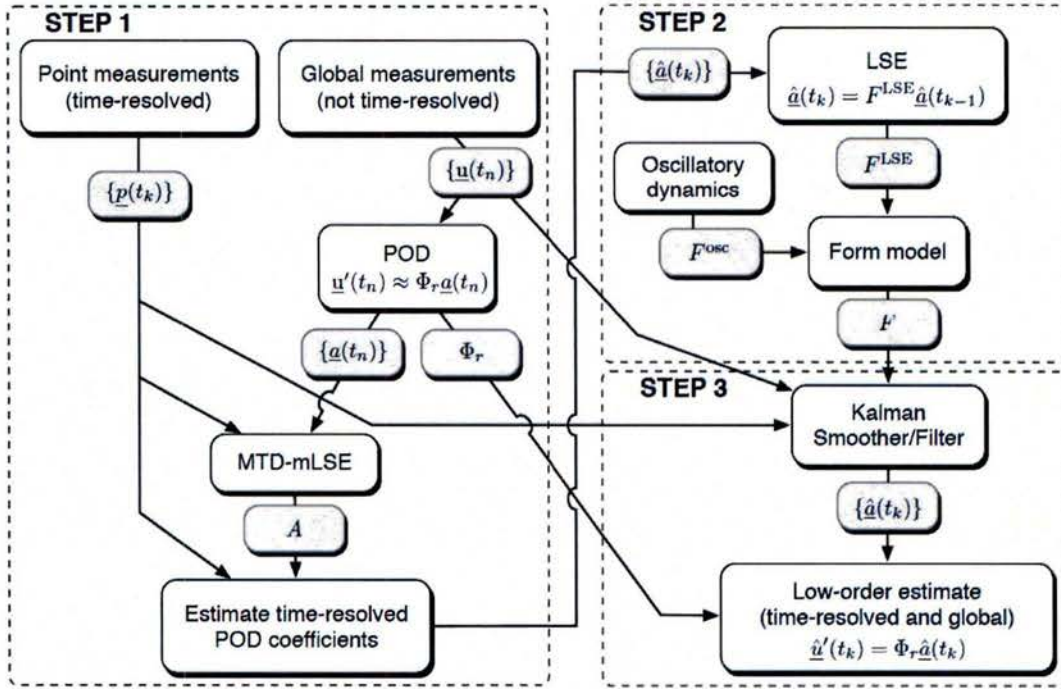 STEP 1
Point measurements
(time-resolved)
Global measurements
(not time-resolved)
{p̲(t_k)}
{u̲(t_n)}
POD
u̲′(t_n) ≈ Φ_r a̲(t_n)
{a̲(t_n)}
Φ_r
MTD-mLSE
A
Estimate time-resolved
POD coefficients
STEP 2
{â̲(t_k)}
LSE
â̲(t_k) = F^LSE â̲(t_{k−1})
F^LSE
Oscillatory
dynamics
F^osc
Form model
F
STEP 3
Kalman
Smoother/Filter
{â̲(t_k)}
Low-order estimate
(time-resolved and global)
û̲′(t_k) = Φ_r â̲(t_k)